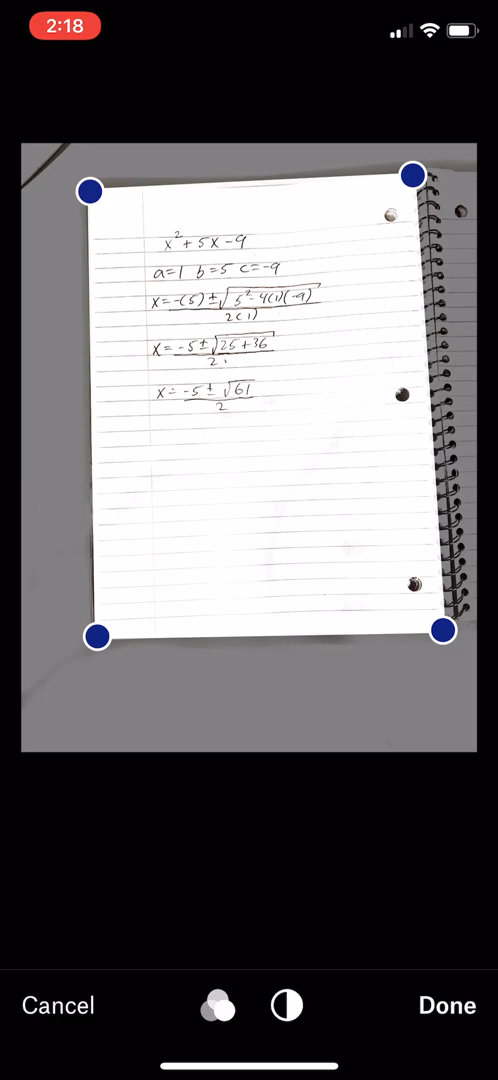 2:18
x² + 5x - 9
a=1 b=5 c=-9
x = -(5) ± √5² - 4(1)(-9)
2(1)
x = -5 ± √25 + 36
2
x = -5 ± √61
2
Cancel
Done